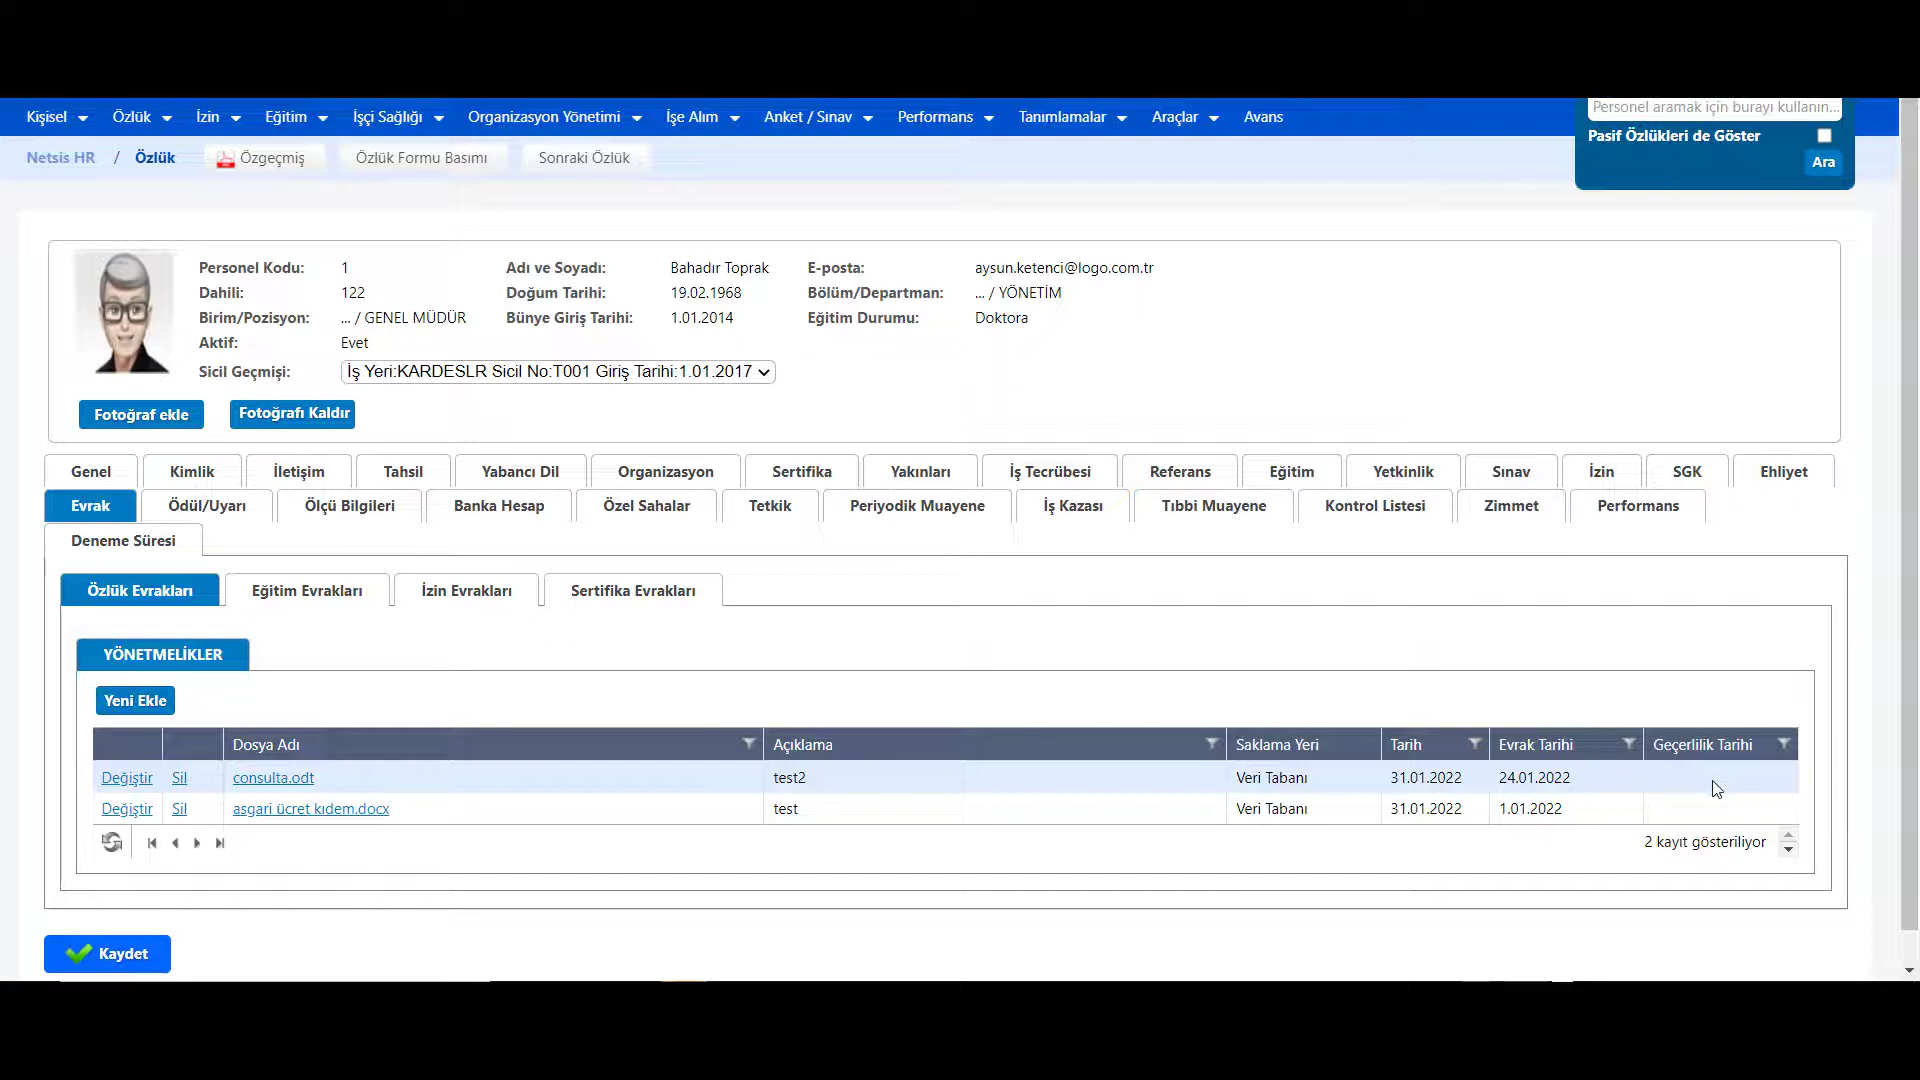 Kişisel Özlük İzin Eğitim İşçi Sağlığı Organizasyon Yönetimi İşe Alım Anket / Sınav Performans Tanımlamalar Araçlar Avans
Personel aramak için burayı kullanın...
Pasif Özlükleri de Göster
Ara
Netsis HR / Özlük Özgeçmiş Özlük Formu Basımı Sonraki Özlük
Personel Kodu: 1 Adı ve Soyadı: Bahadır Toprak E-posta: aysun.ketenci@logo.com.tr
Dahili: 122 Doğum Tarihi: 19.02.1968 Bölüm/Departman: ... / YÖNETİM
Birim/Pozisyon: ... / GENEL MÜDÜR Bünye Giriş Tarihi: 1.01.2014 Eğitim Durumu: Doktora
Aktif: Evet
Sicil Geçmişi: İş Yeri:KARDESLR Sicil No:T001 Giriş Tarihi:1.01.2017
Fotoğraf ekle Fotoğrafı Kaldır
Genel Kimlik İletişim Tahsil Yabancı Dil Organizasyon Sertifika Yakınları İş Tecrübesi Referans Eğitim Yetkinlik Sınav İzin SGK Ehliyet
Evrak Ödül/Uyarı Ölçü Bilgileri Banka Hesap Özel Sahalar Tetkik Periyodik Muayene İş Kazası Tıbbi Muayene Kontrol Listesi Zimmet Performans
Deneme Süresi
Özlük Evrakları Eğitim Evrakları İzin Evrakları Sertifika Evrakları
YÖNETMELİKLER
Yeni Ekle
Dosya Adı Açıklama Saklama Yeri Tarih Evrak Tarihi Geçerlilik Tarihi
Değiştir Sil consulta.odt test2 Veri Tabanı 31.01.2022 24.01.2022
Değiştir Sil asgari ücret kıdem.docx test Veri Tabanı 31.01.2022 1.01.2022
2 kayıt gösteriliyor
Kaydet